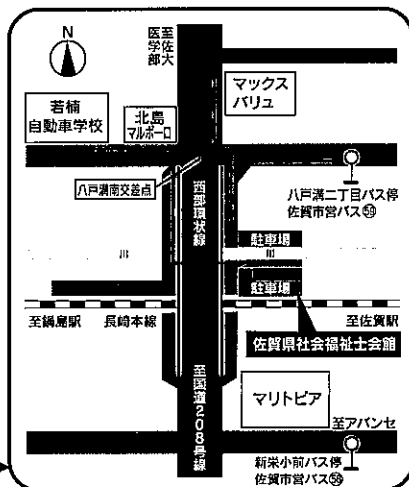 N
至佐大
医学部
若楠
自動車学校
北島
マルボーロ
マックス
バリュ
八戸溝南交差点
西部環状線
八戸溝二丁目バス停
佐賀市営バス㊿
川
駐車場
川
駐車場
至鍋島駅
長崎本線
至佐賀駅
佐賀県社会福祉士会館
至国道208号線
マリトピア
至アバンセ
新栄小前バス停
佐賀市営バス